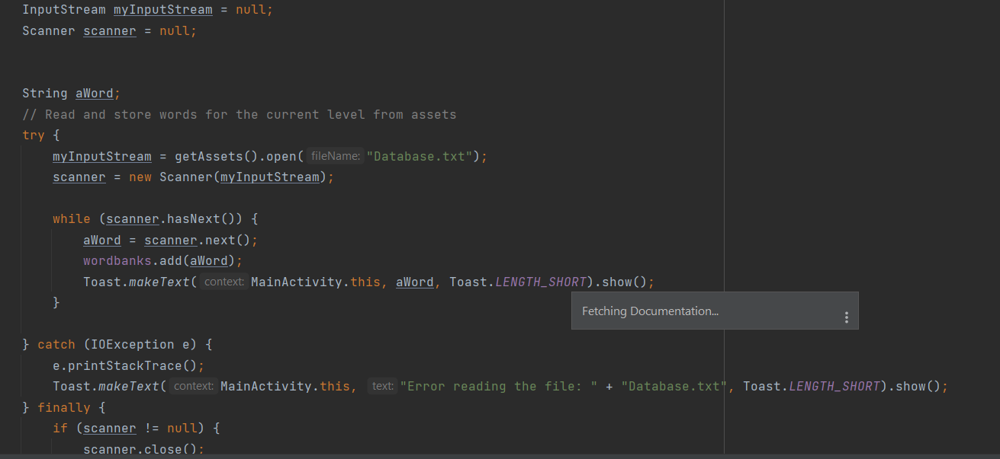 InputStream myInputStream = null;
Scanner scanner = null;
String aWord;
// Read and store words for the current level from assets
try {
myInputStream = getAssets().open( fileName: "Database.txt");
scanner = new Scanner(myInputStream);
while (scanner.hasNext()) {
aWord = scanner.next();
wordbanks.add(aWord);
Toast.makeText( context: MainActivity.this, aWord, Toast.LENGTH_SHORT).show();
}
Fetching Documentation...
} catch (IOException e) {
e.printStackTrace();
Toast.makeText( context: MainActivity.this, text: "Error reading the file: " + "Database.txt", Toast.LENGTH_SHORT).show();
} finally {
if (scanner != null) {
scanner.close();